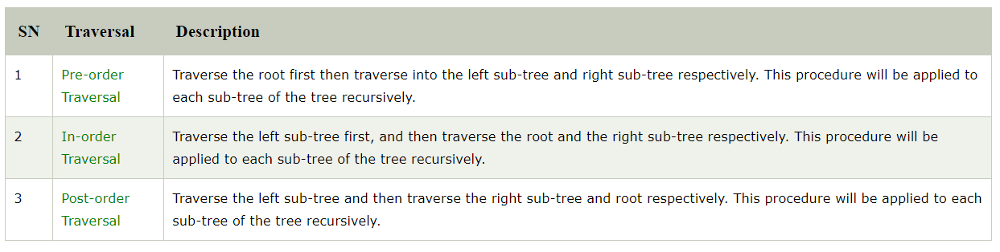 SN Traversal Description
1 Pre-order Traversal Traverse the root first then traverse into the left sub-tree and right sub-tree respectively. This procedure will be applied to
each sub-tree of the tree recursively.
2 In-order Traversal Traverse the left sub-tree first, and then traverse the root and the right sub-tree respectively. This procedure will be
applied to each sub-tree of the tree recursively.
3 Post-order Traversal Traverse the left sub-tree and then traverse the right sub-tree and root respectively. This procedure will be applied to each
sub-tree of the tree recursively.